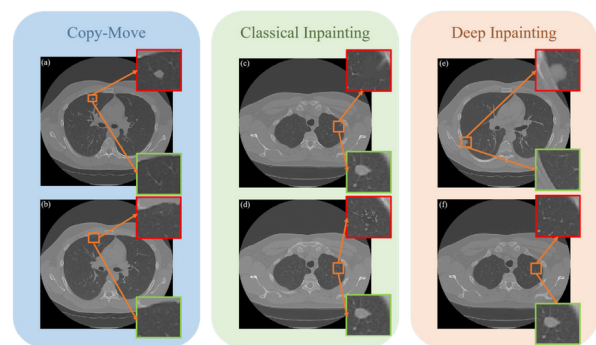 Copy-Move
Classical Inpainting
Deep Inpainting
(a)
(c)
(e)
(b)
(d)
(f)